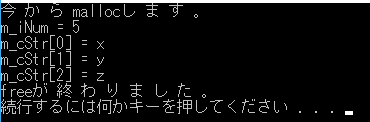 今からmallocします。
m_iNum = 5
m_cStr[0] = x
m_cStr[1] = y
m_cStr[2] = z
freeが終わりました。
続行するには何かキーを押してください . . .